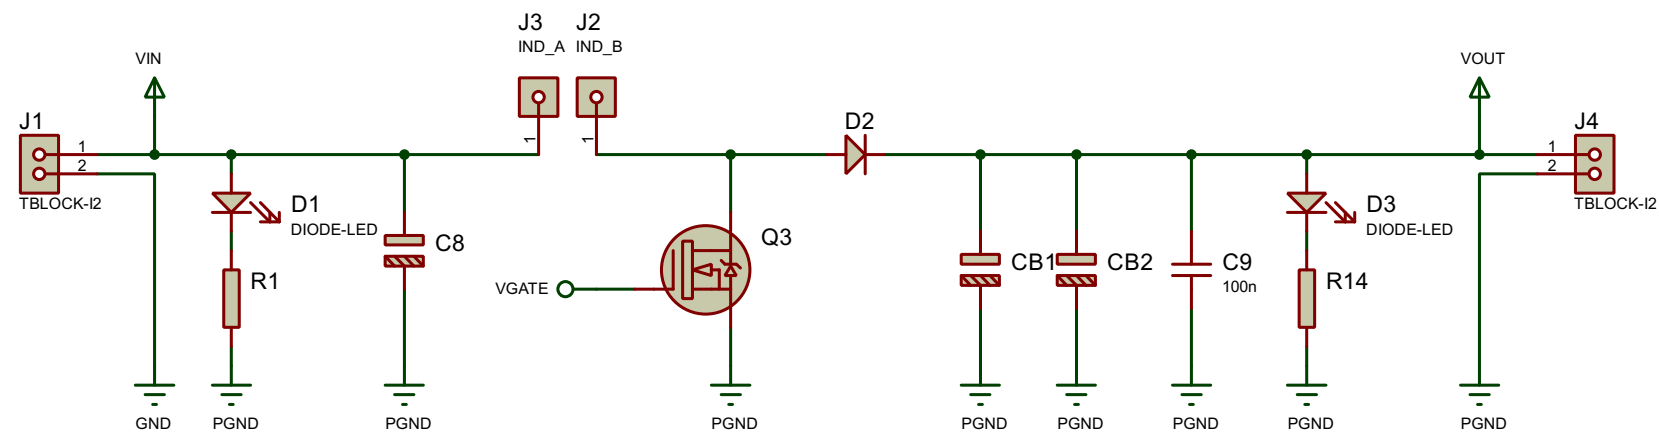 J3 J2
IND_A IND_B
VIN
VOUT
J1
1
2
TBLOCK-I2
1
1
D2
J4
1
2
TBLOCK-I2
D1
DIODE-LED
C8
Q3
D3
DIODE-LED
R1
VGATE
CB1
CB2
C9
100n
R14
GND
PGND
PGND
PGND
PGND
PGND
PGND
PGND
PGND